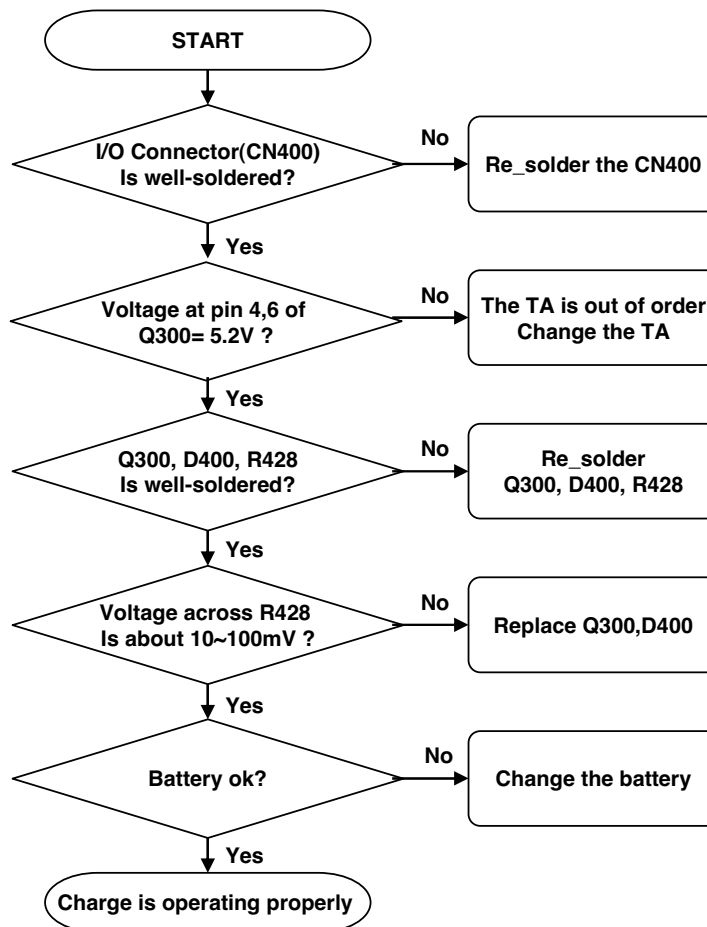 START
I/O Connector(CN400)
Is well-soldered?
No
Re_solder the CN400
Yes
Voltage at pin 4,6 of
Q300= 5.2V ?
No
The TA is out of order
Change the TA
Yes
Q300, D400, R428
Is well-soldered?
No
Re_solder
Q300, D400, R428
Yes
Voltage across R428
Is about 10~100mV ?
No
Replace Q300,D400
Yes
Battery ok?
No
Change the battery
Yes
Charge is operating properly